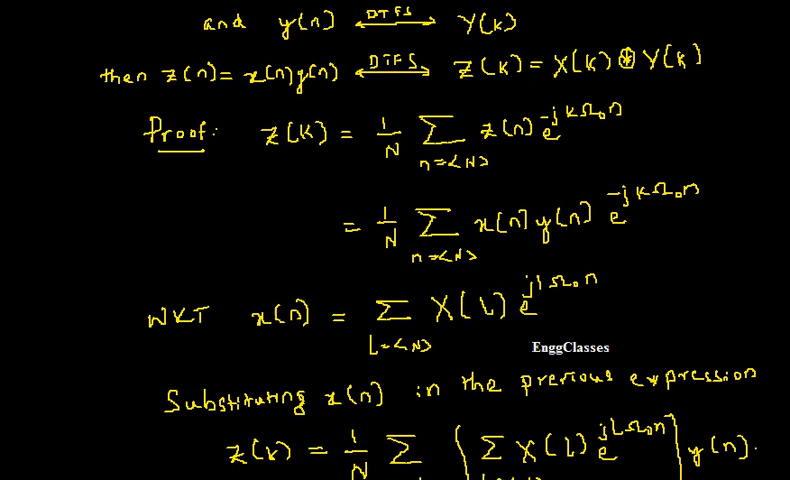 and y(n) DTFS ⟷ Y(k)
then z(n) = x(n)y(n) DTFS ⟷ Z(k) = X(k) ⊛ Y(k)
Proof: Z(k) = 1/N Σ_{n=<N>} z(n) e^{-jkΩ₀n}
= 1/N Σ_{n=<N>} x(n) y(n) e^{-jkΩ₀n}
WKT x(n) = Σ_{l=<N>} X(l) e^{jlΩ₀n}
EnggClasses
Substituting x(n) in the previous expression
Z(k) = 1/N Σ ( Σ X(l) e^{jlΩ₀n} ) y(n).